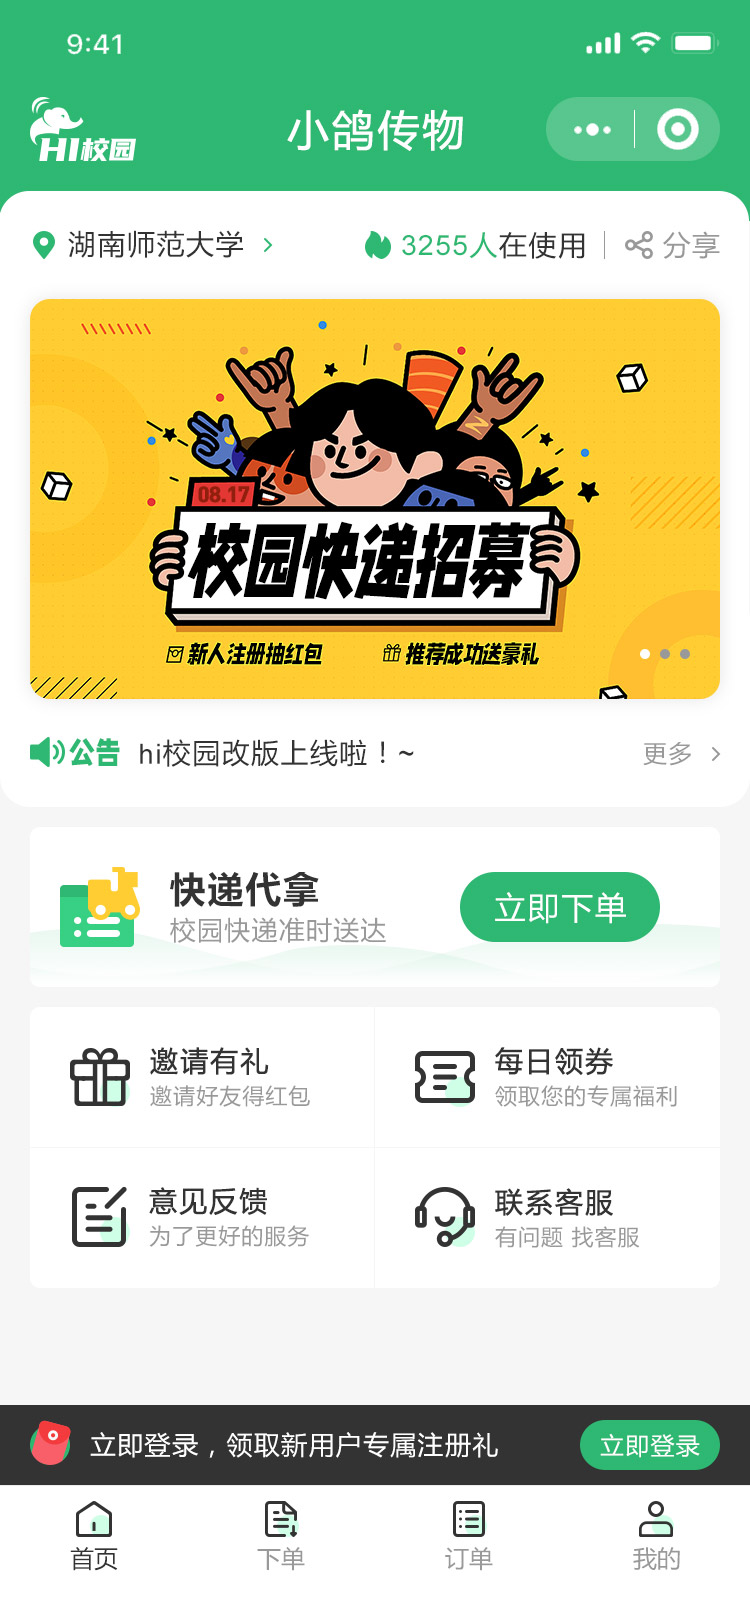 9:41
HI校园
小鸽传物
湖南师范大学
3255人在使用
分享
08.17
校园快递招募
新人注册抽红包
推荐成功送豪礼
公告
hi校园改版上线啦！~
更多
快递代拿
校园快递准时送达
立即下单
邀请有礼
邀请好友得红包
每日领券
领取您的专属福利
意见反馈
为了更好的服务
联系客服
有问题 找客服
立即登录，领取新用户专属注册礼
立即登录
首页
下单
订单
我的